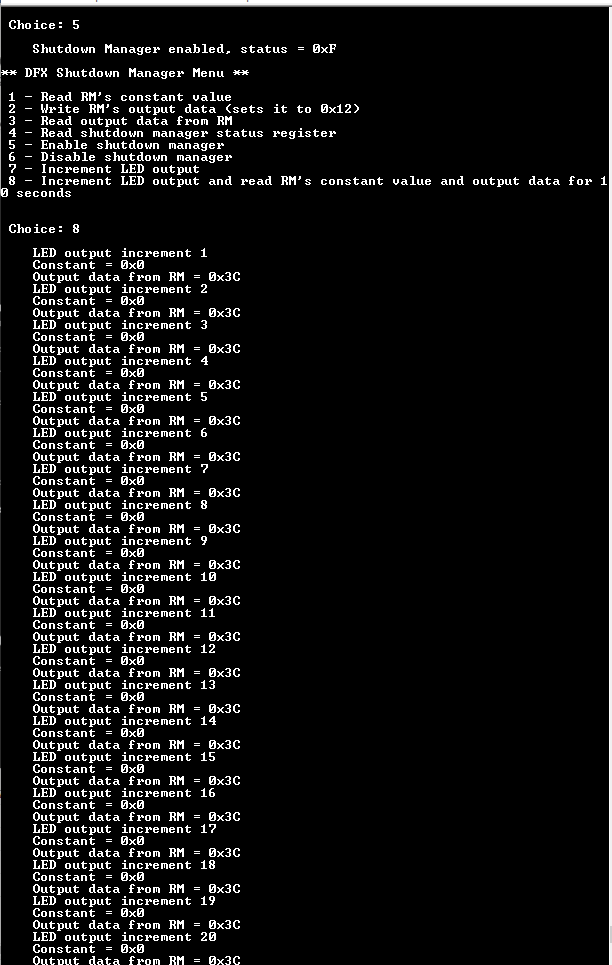 Choice: 5
Shutdown Manager enabled, status = 0xF
** DFX Shutdown Manager Menu **
1 - Read RM's constant value
2 - Write RM's output data (sets it to 0x12)
3 - Read output data from RM
4 - Read shutdown manager status register
5 - Enable shutdown manager
6 - Disable shutdown manager
7 - Increment LED output
8 - Increment LED output and read RM's constant value and output data for 1
0 seconds
Choice: 8
LED output increment 1
Constant = 0x0
Output data from RM = 0x3C
LED output increment 2
Constant = 0x0
Output data from RM = 0x3C
LED output increment 3
Constant = 0x0
Output data from RM = 0x3C
LED output increment 4
Constant = 0x0
Output data from RM = 0x3C
LED output increment 5
Constant = 0x0
Output data from RM = 0x3C
LED output increment 6
Constant = 0x0
Output data from RM = 0x3C
LED output increment 7
Constant = 0x0
Output data from RM = 0x3C
LED output increment 8
Constant = 0x0
Output data from RM = 0x3C
LED output increment 9
Constant = 0x0
Output data from RM = 0x3C
LED output increment 10
Constant = 0x0
Output data from RM = 0x3C
LED output increment 11
Constant = 0x0
Output data from RM = 0x3C
LED output increment 12
Constant = 0x0
Output data from RM = 0x3C
LED output increment 13
Constant = 0x0
Output data from RM = 0x3C
LED output increment 14
Constant = 0x0
Output data from RM = 0x3C
LED output increment 15
Constant = 0x0
Output data from RM = 0x3C
LED output increment 16
Constant = 0x0
Output data from RM = 0x3C
LED output increment 17
Constant = 0x0
Output data from RM = 0x3C
LED output increment 18
Constant = 0x0
Output data from RM = 0x3C
LED output increment 19
Constant = 0x0
Output data from RM = 0x3C
LED output increment 20
Constant = 0x0
Output data from RM = 0x3C